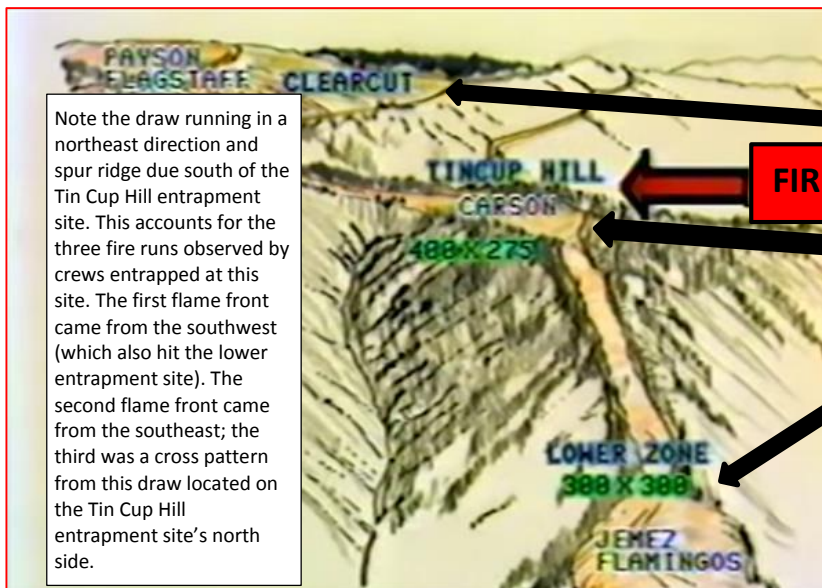 PAYSON
FLAGSTAFF CLEARCUT
Note the draw running in a
northeast direction and
spur ridge due south of the
Tin Cup Hill entrapment
site. This accounts for the
three fire runs observed by
crews entrapped at this
site. The first flame front
came from the southwest
(which also hit the lower
entrapment site). The
second flame front came
from the southeast; the
third was a cross pattern
from this draw located on
the Tin Cup Hill
entrapment site's north
side.
TINCUP HILL
CARSON
400 X 275
FIR
LOWER ZONE
300 X 300
JEMEZ
FLAMINGOS